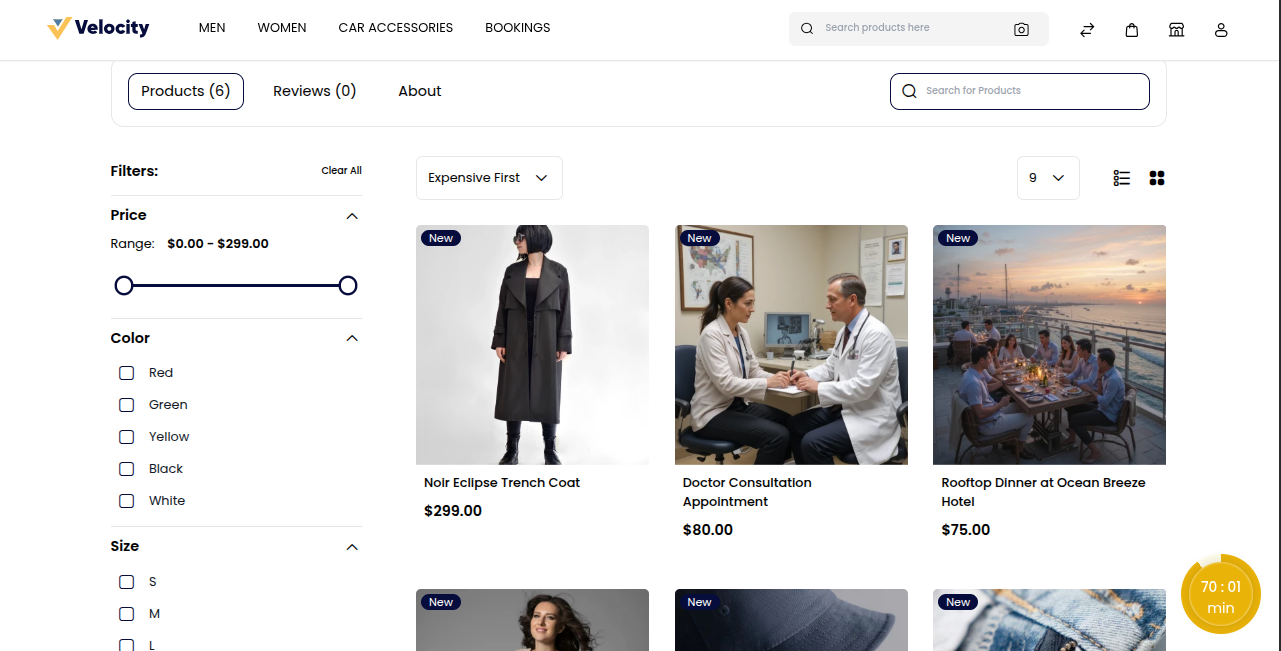 Velocity
MEN
WOMEN
CAR ACCESSORIES
BOOKINGS
Search products here
Products (6)
Reviews (0)
About
Search for Products
Filters:
Clear All
Price
Range: $0.00 - $299.00
Color
Red
Green
Yellow
Black
White
Size
S
M
L
Expensive First
9
New
New
New
Noir Eclipse Trench Coat
$299.00
Doctor Consultation
Appointment
$80.00
Rooftop Dinner at Ocean Breeze
Hotel
$75.00
New
New
New
70 : 01
min